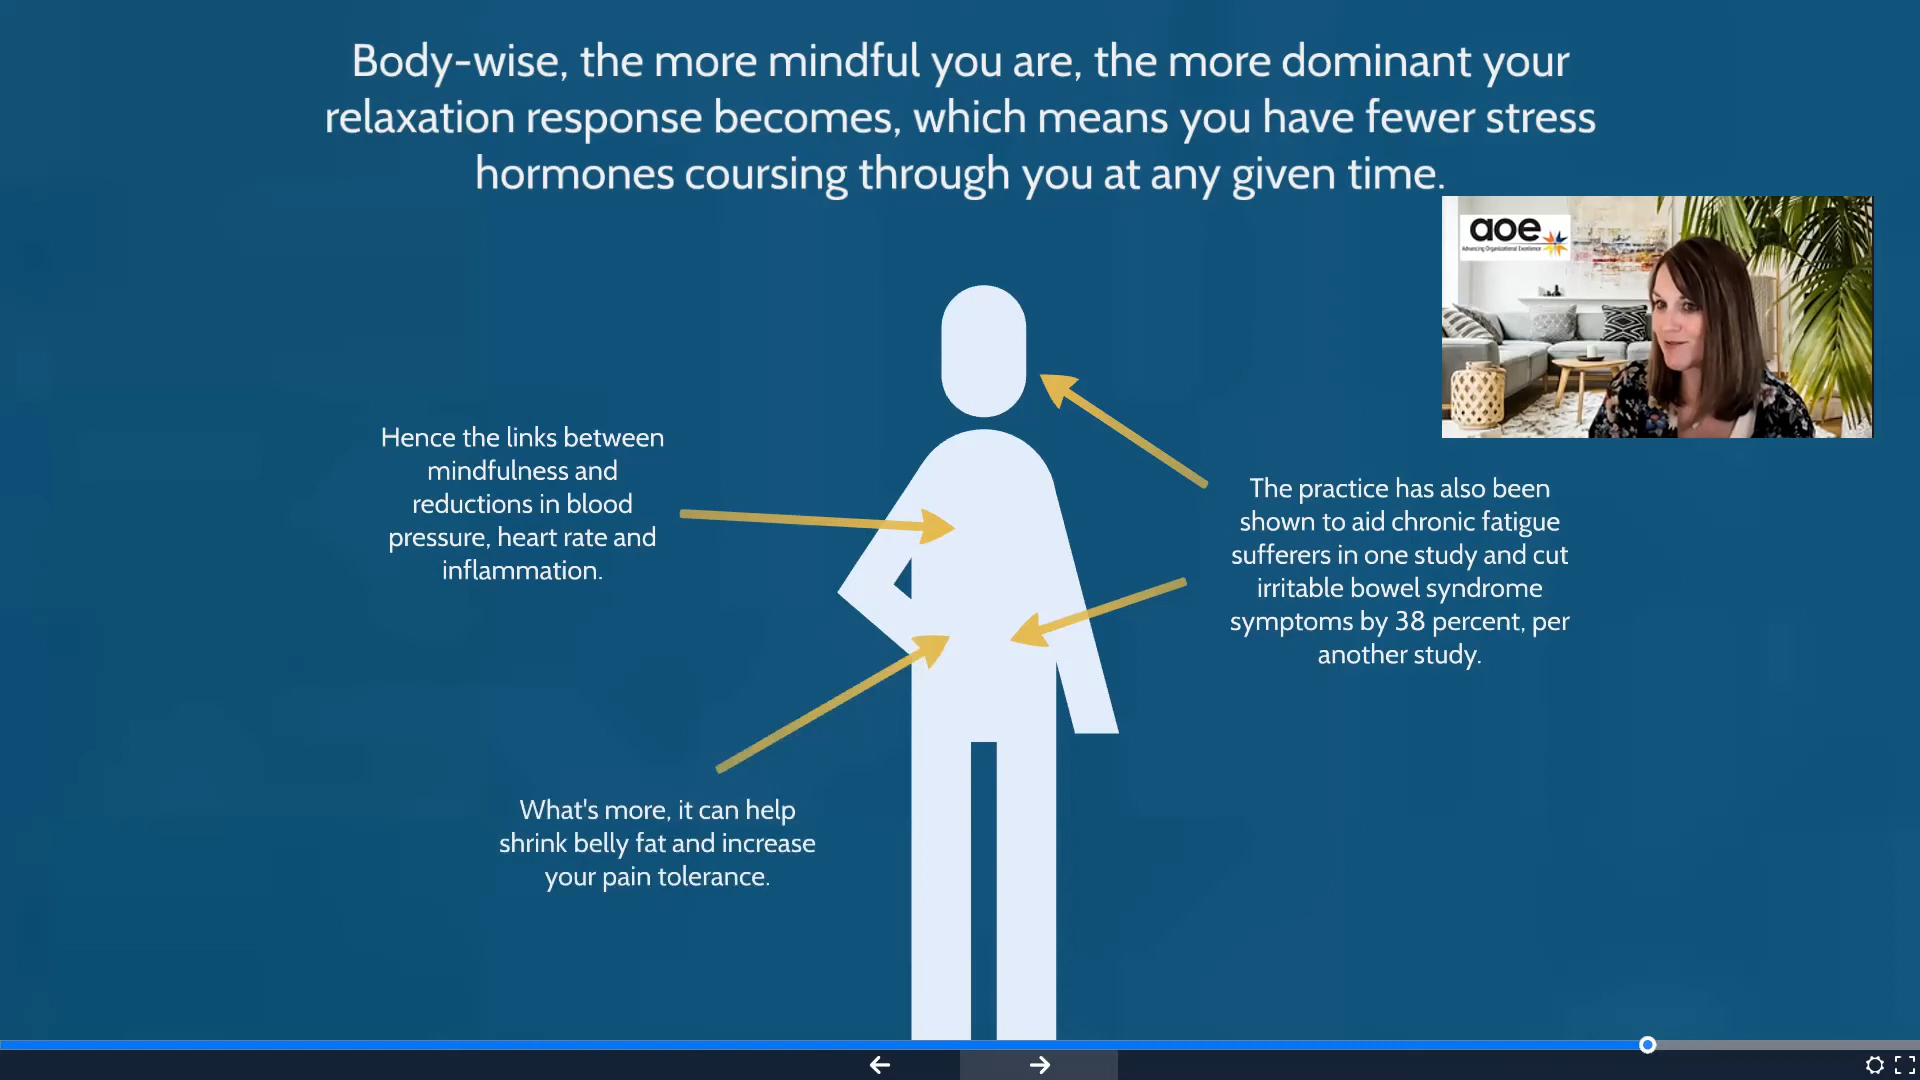 Body-wise, the more mindful you are, the more dominant your
relaxation response becomes, which means you have fewer stress
hormones coursing through you at any given time.
aoe
Advancing Organizational Excellence
Hence the links between
mindfulness and
reductions in blood
pressure, heart rate and
inflammation.
The practice has also been
shown to aid chronic fatigue
sufferers in one study and cut
irritable bowel syndrome
symptoms by 38 percent, per
another study.
What's more, it can help
shrink belly fat and increase
your pain tolerance.